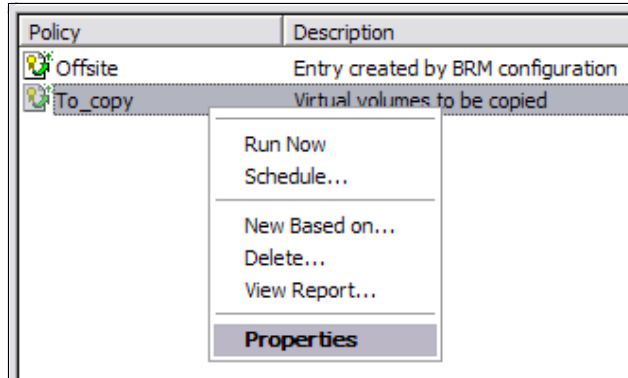 Policy Description
Offsite Entry created by BRM configuration
To_copy Virtual volumes to be copied
Run Now
Schedule...
New Based on...
Delete...
View Report...
Properties